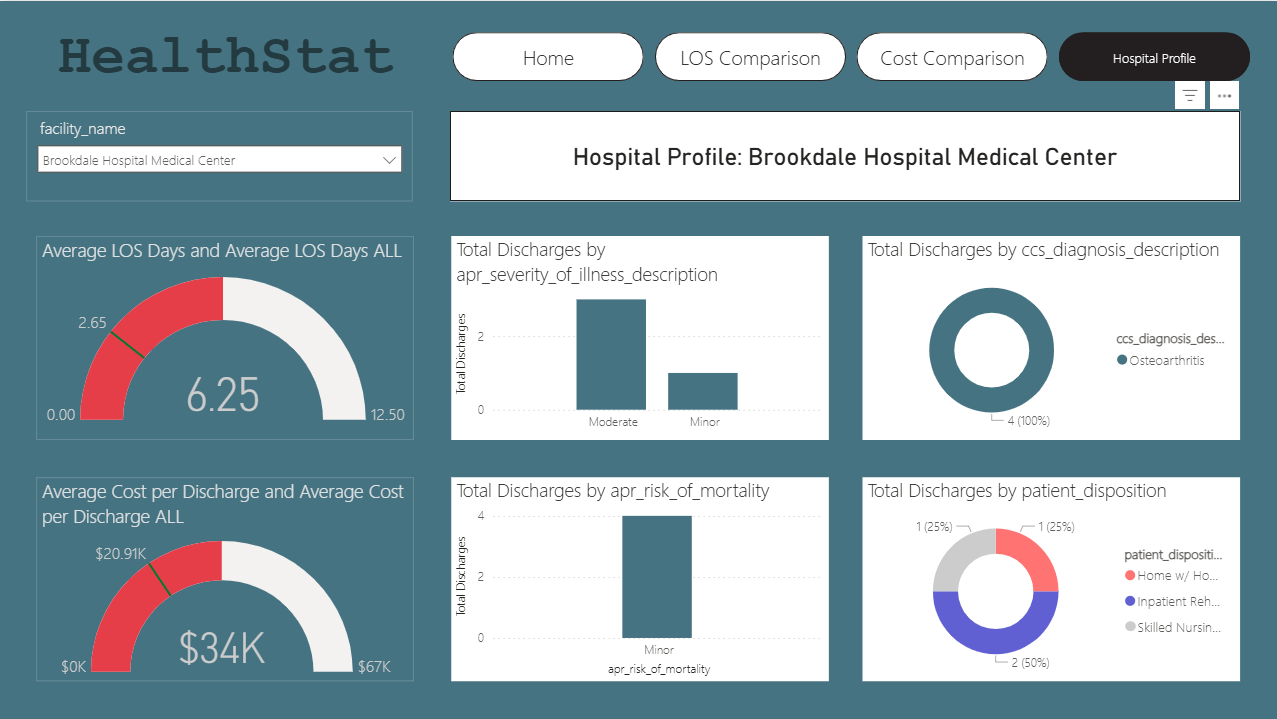 HealthStat
Home
LOS Comparison
Cost Comparison
Hospital Profile
facility_name
Brookdale Hospital Medical Center
Hospital Profile: Brookdale Hospital Medical Center
Average LOS Days and Average LOS Days ALL
2.65
6.25
0.00
12.50
Total Discharges by
apr_severity_of_illness_description
Total Discharges
2
0
Moderate
Minor
Total Discharges by ccs_diagnosis_description
ccs_diagnosis_des...
Osteoarthritis
4 (100%)
Average Cost per Discharge and Average Cost
per Discharge ALL
$20.91K
$34K
$0K
$67K
Total Discharges by apr_risk_of_mortality
Total Discharges
4
2
0
Minor
apr_risk_of_mortality
Total Discharges by patient_disposition
1 (25%)
1 (25%)
2 (50%)
patient_dispositi...
Home w/ Ho...
Inpatient Reh...
Skilled Nursin...